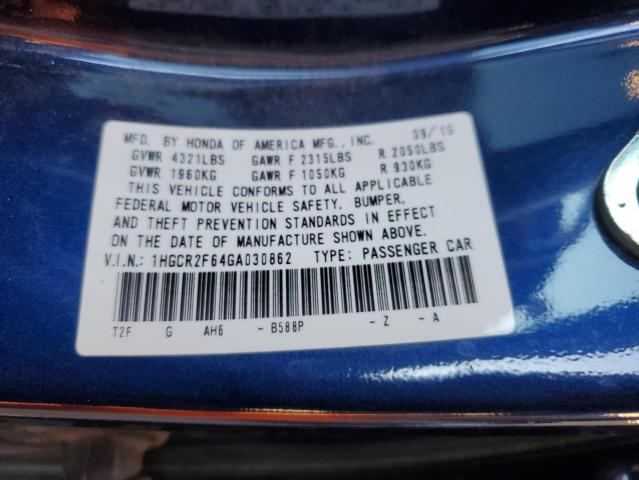 MFD. BY HONDA OF AMERICA MFG., INC. 09/15
GVWR 4321LBS GAWR F 2315LBS R 2050LBS
GVWR 1960KG GAWR F 1050KG R 930KG
THIS VEHICLE CONFORMS TO ALL APPLICABLE
FEDERAL MOTOR VEHICLE SAFETY, BUMPER,
AND THEFT PREVENTION STANDARDS IN EFFECT
ON THE DATE OF MANUFACTURE SHOWN ABOVE.
V.I.N.: 1HGCR2F64GA030862 TYPE: PASSENGER CAR
T2F G AH6 - B588P - Z - A